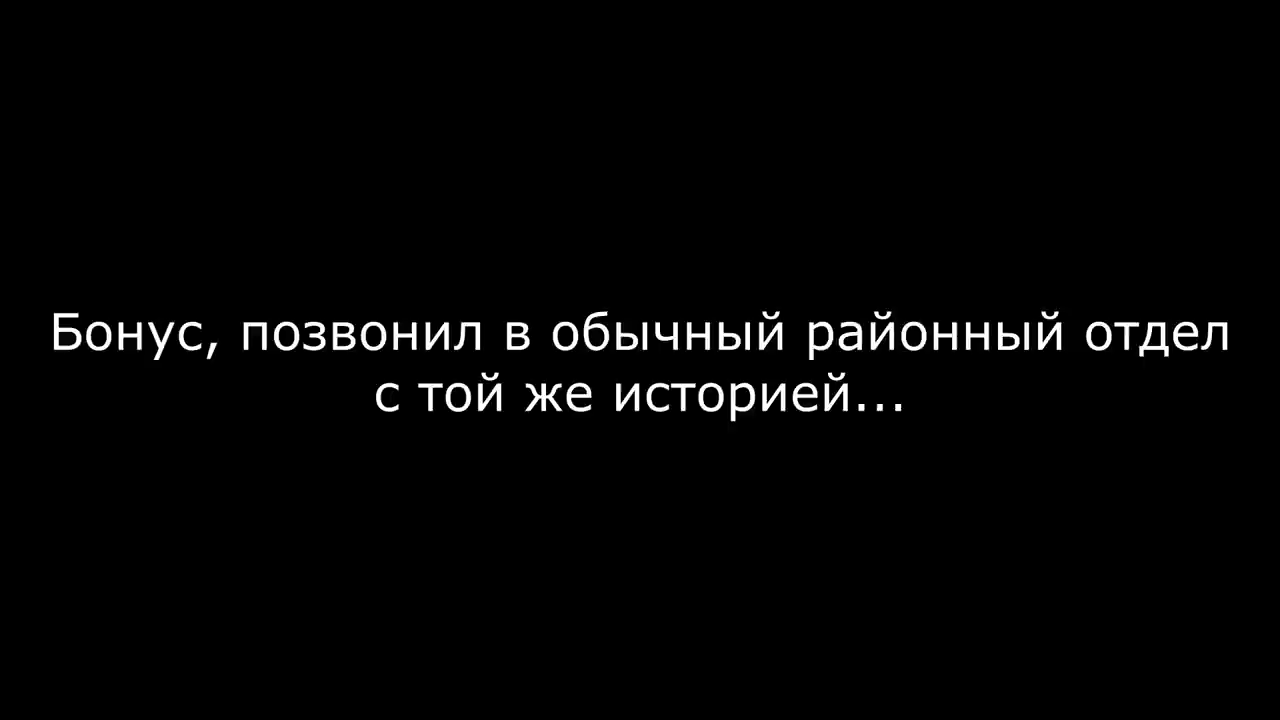 Бонус, позвонил в обычный районный отдел
с той же историей...